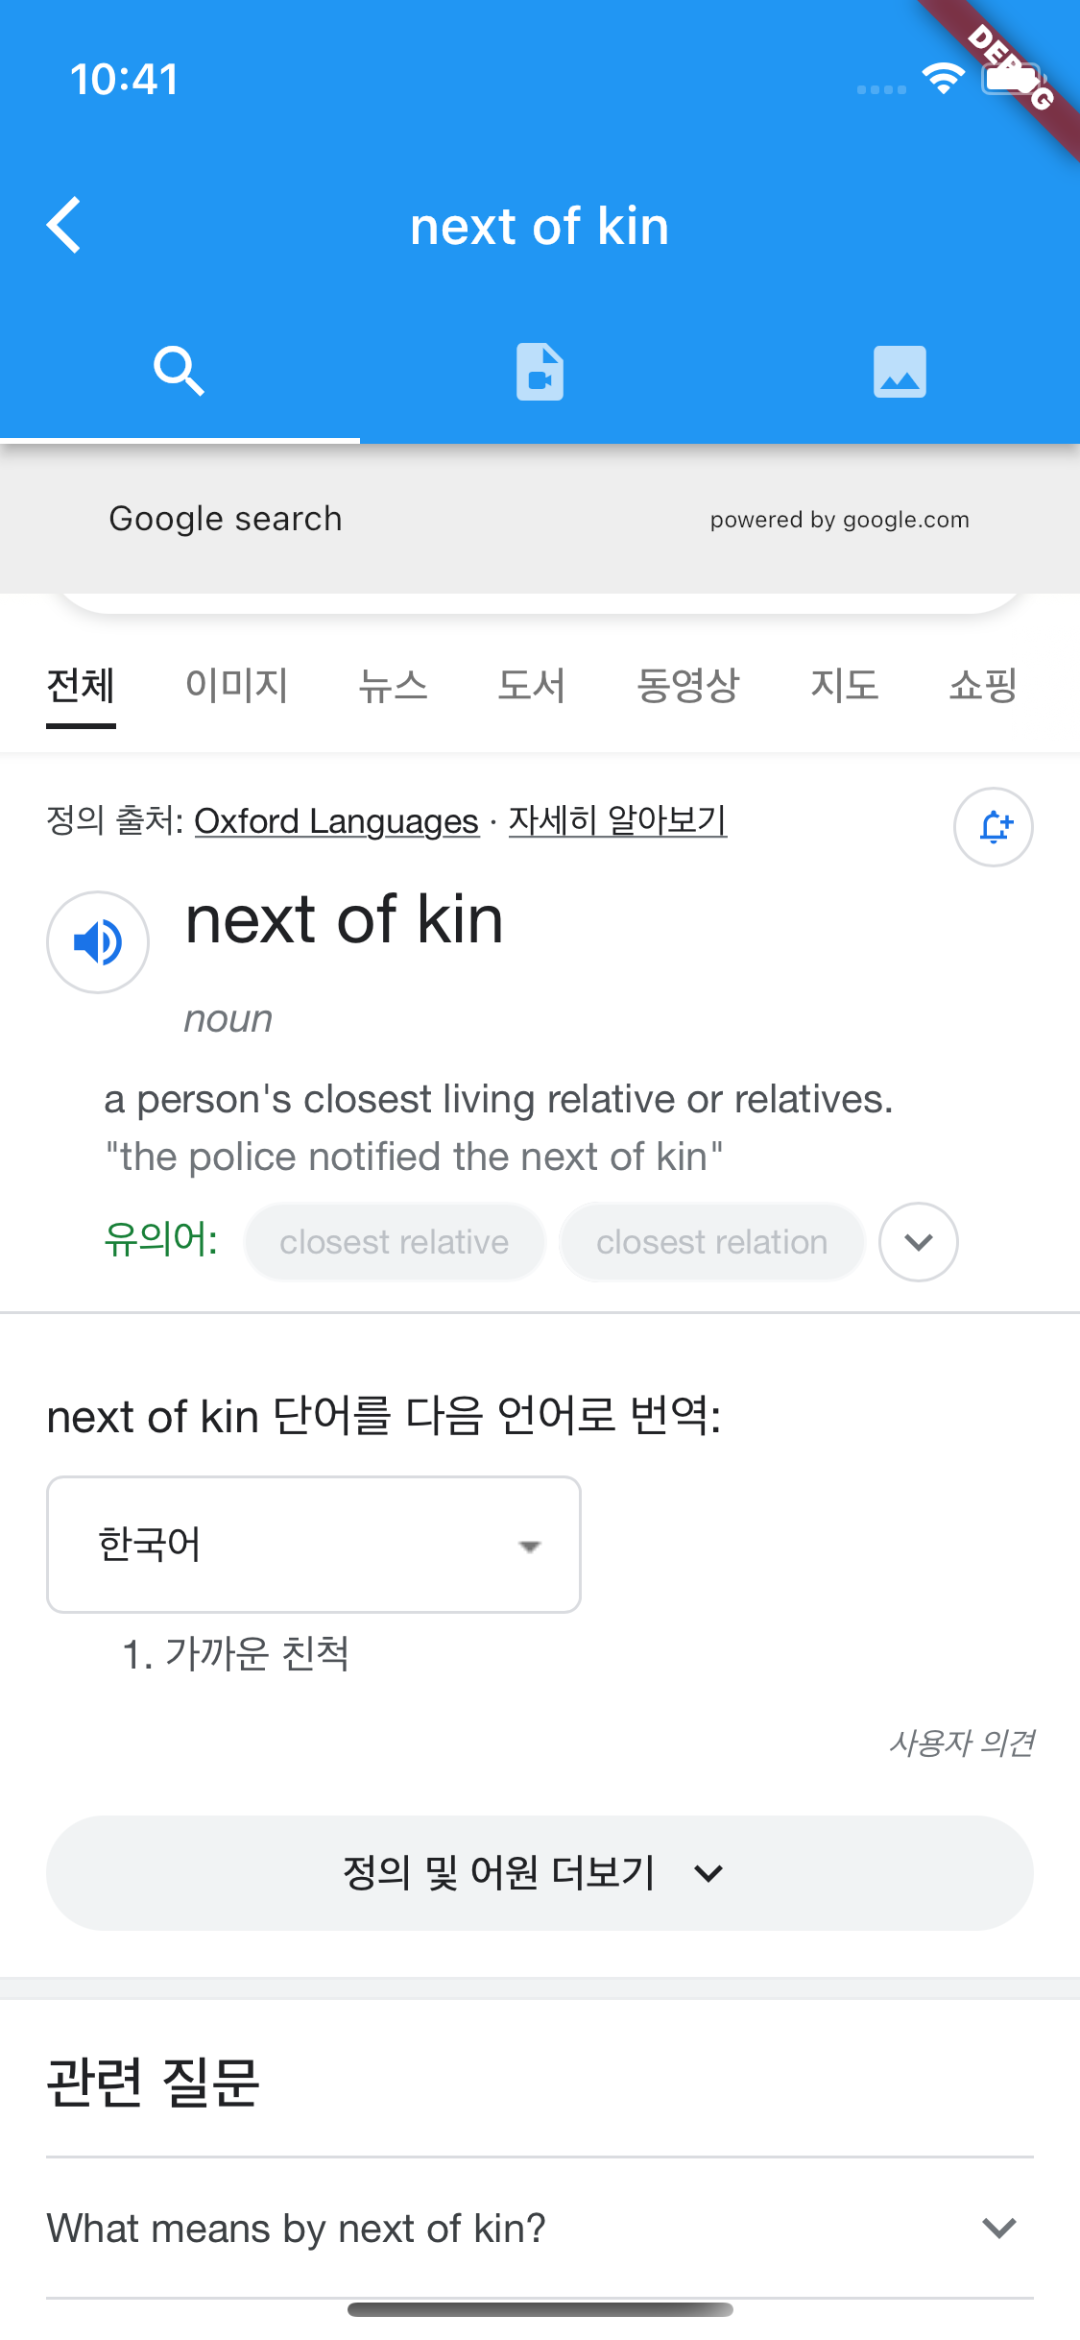 10:41
DEBUG
next of kin
Google search
powered by google.com
전체 이미지 뉴스 도서 동영상 지도 쇼핑
정의 출처: Oxford Languages · 자세히 알아보기
next of kin
noun
a person's closest living relative or relatives.
"the police notified the next of kin"
유의어: closest relative closest relation
next of kin 단어를 다음 언어로 번역:
한국어
1. 가까운 친척
사용자 의견
정의 및 어원 더보기
관련 질문
What means by next of kin?